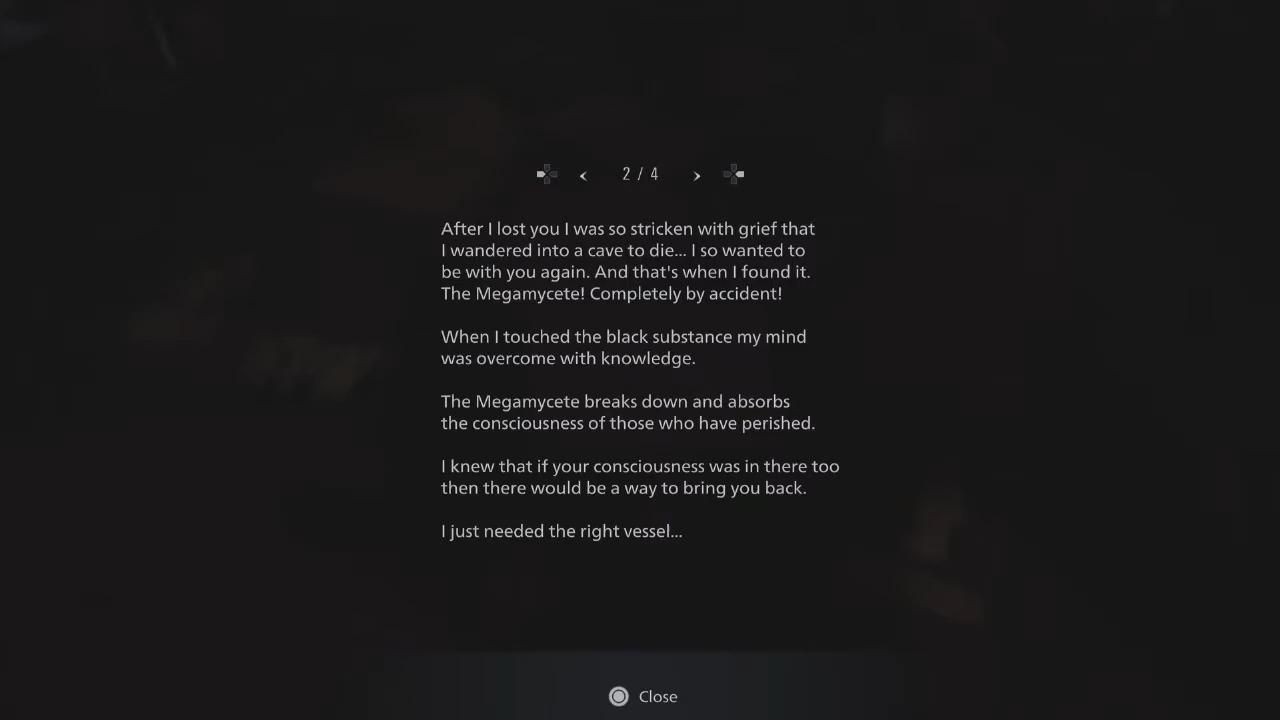 < 2 / 4 >
After I lost you I was so stricken with grief that
I wandered into a cave to die... I so wanted to
be with you again. And that's when I found it.
The Megamycete! Completely by accident!
When I touched the black substance my mind
was overcome with knowledge.
The Megamycete breaks down and absorbs
the consciousness of those who have perished.
I knew that if your consciousness was in there too
then there would be a way to bring you back.
I just needed the right vessel...
Close